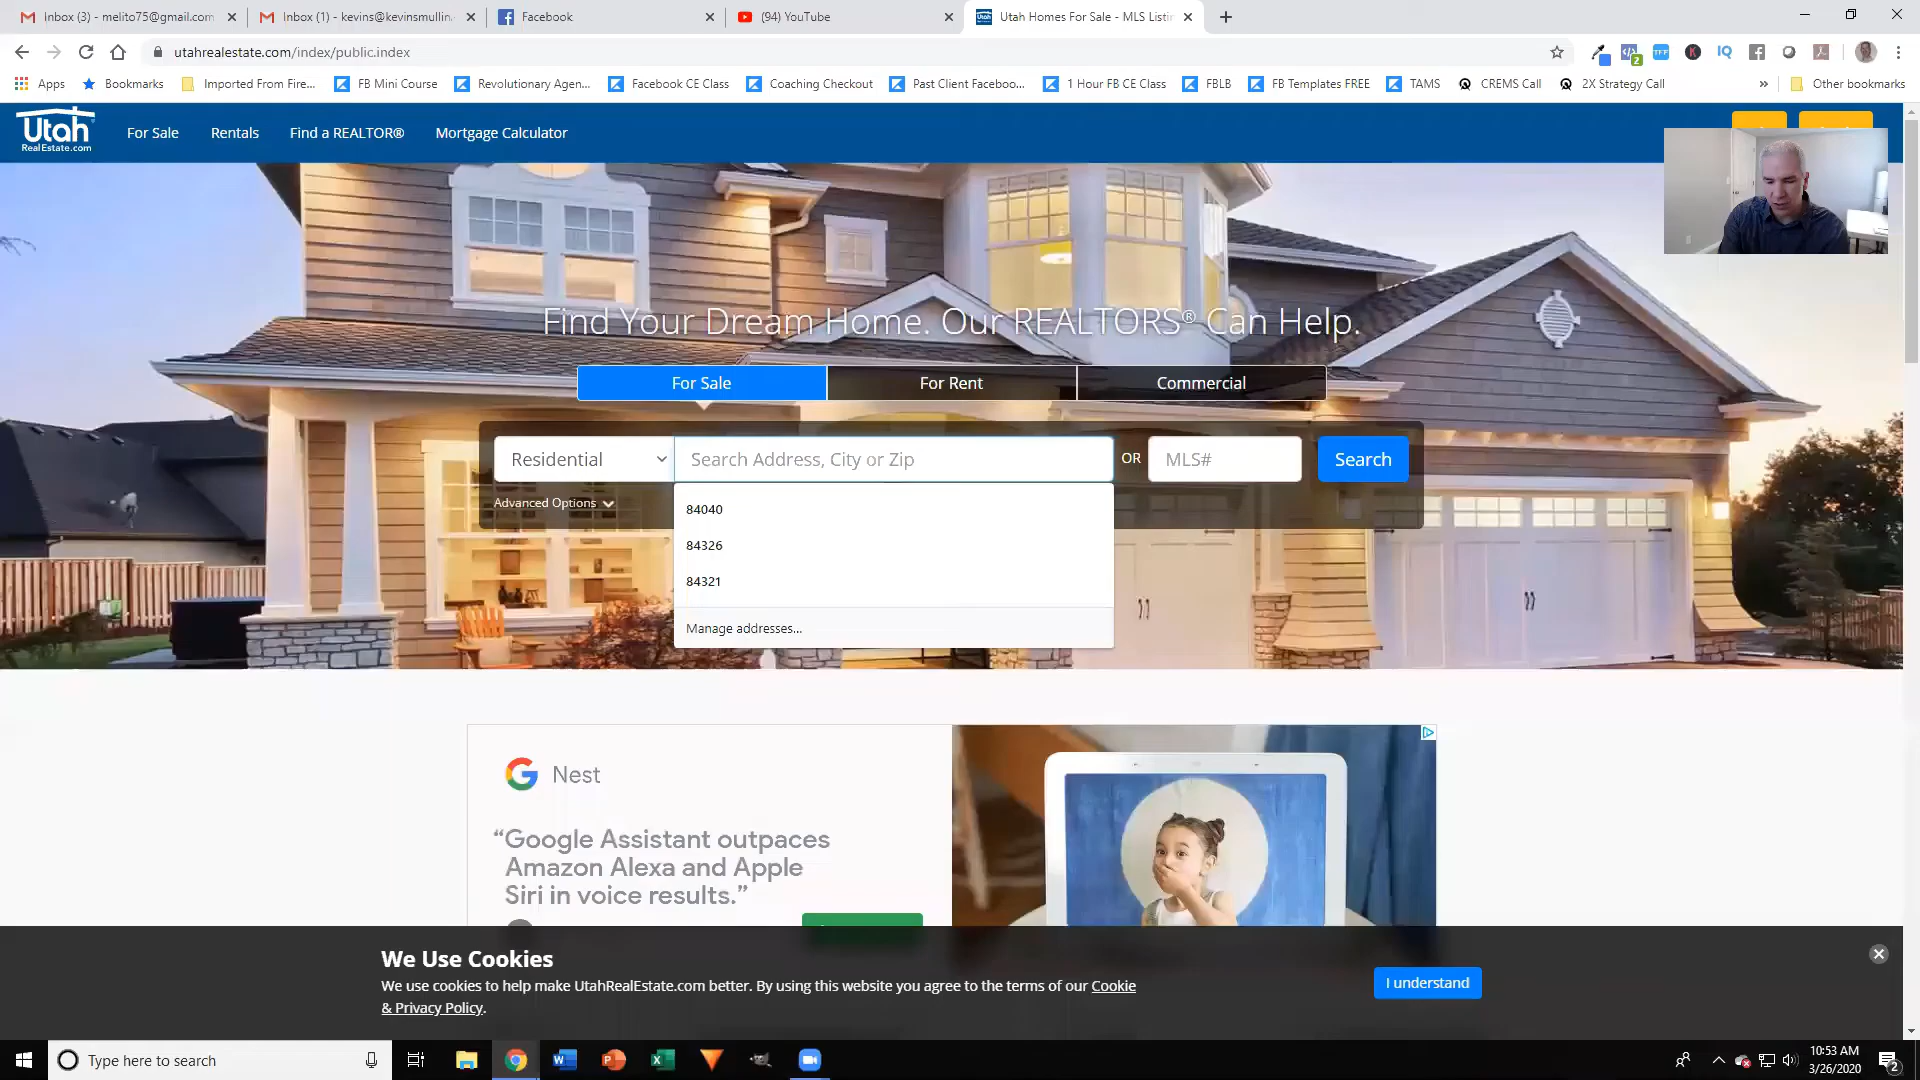 Inbox (3) - melito75@gmail.com
Inbox (1) - kevins@kevinsmullin.
Facebook
(94) YouTube
Utah Homes For Sale - MLS Listin
utahrealestate.com/index/public.index
Apps
Bookmarks
Imported From Fire...
FB Mini Course
Revolutionary Agen...
Facebook CE Class
Coaching Checkout
Past Client Faceboo...
1 Hour FB CE Class
FBLB
FB Templates FREE
TAMS
CREMS Call
2X Strategy Call
Other bookmarks
Utah
RealEstate.com
For Sale
Rentals
Find a REALTOR®
Mortgage Calculator
Find Your Dream Home. Our REALTORS® Can Help.
For Sale
For Rent
Commercial
Residential
Search Address, City or Zip
OR
MLS#
Search
Advanced Options
84040
84326
84321
Manage addresses...
G Nest
“Google Assistant outpaces
Amazon Alexa and Apple
Siri in voice results.”
We Use Cookies
We use cookies to help make UtahRealEstate.com better. By using this website you agree to the terms of our Cookie
& Privacy Policy.
I understand
Type here to search
10:53 AM
3/26/2020
2